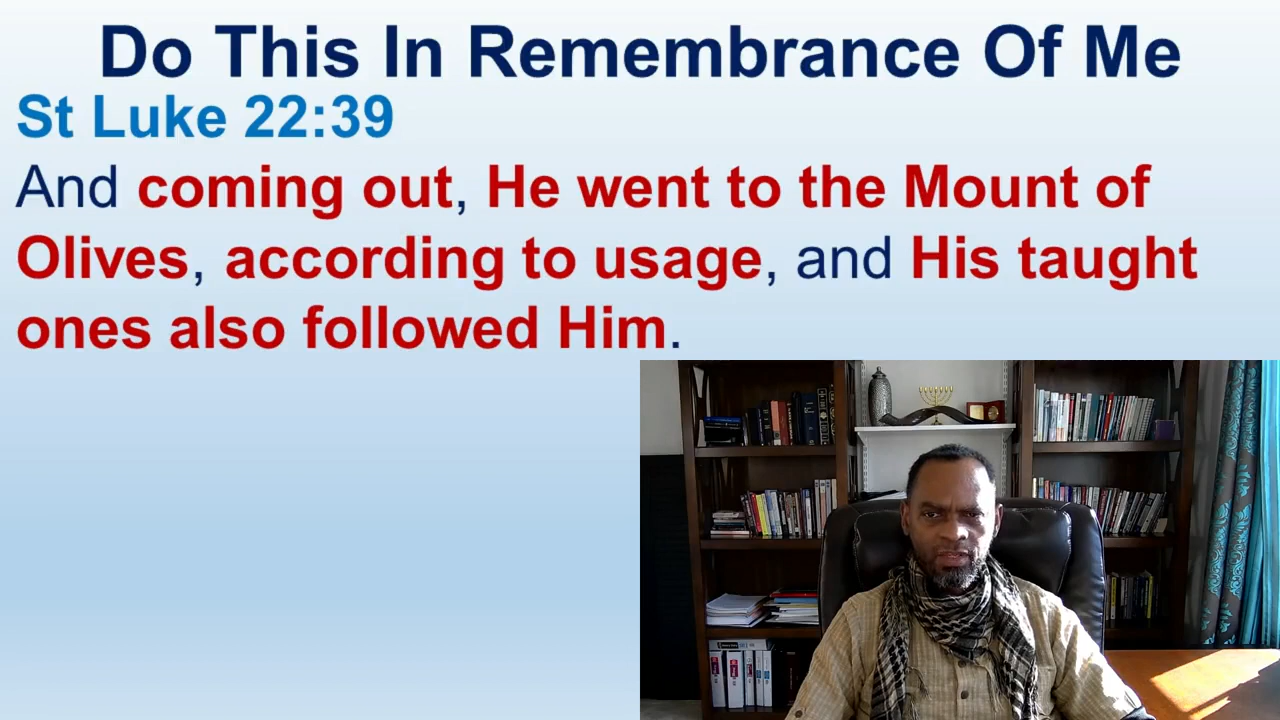 Do This In Remembrance Of Me
St Luke 22:39
And coming out, He went to the Mount of
Olives, according to usage, and His taught
ones also followed Him.